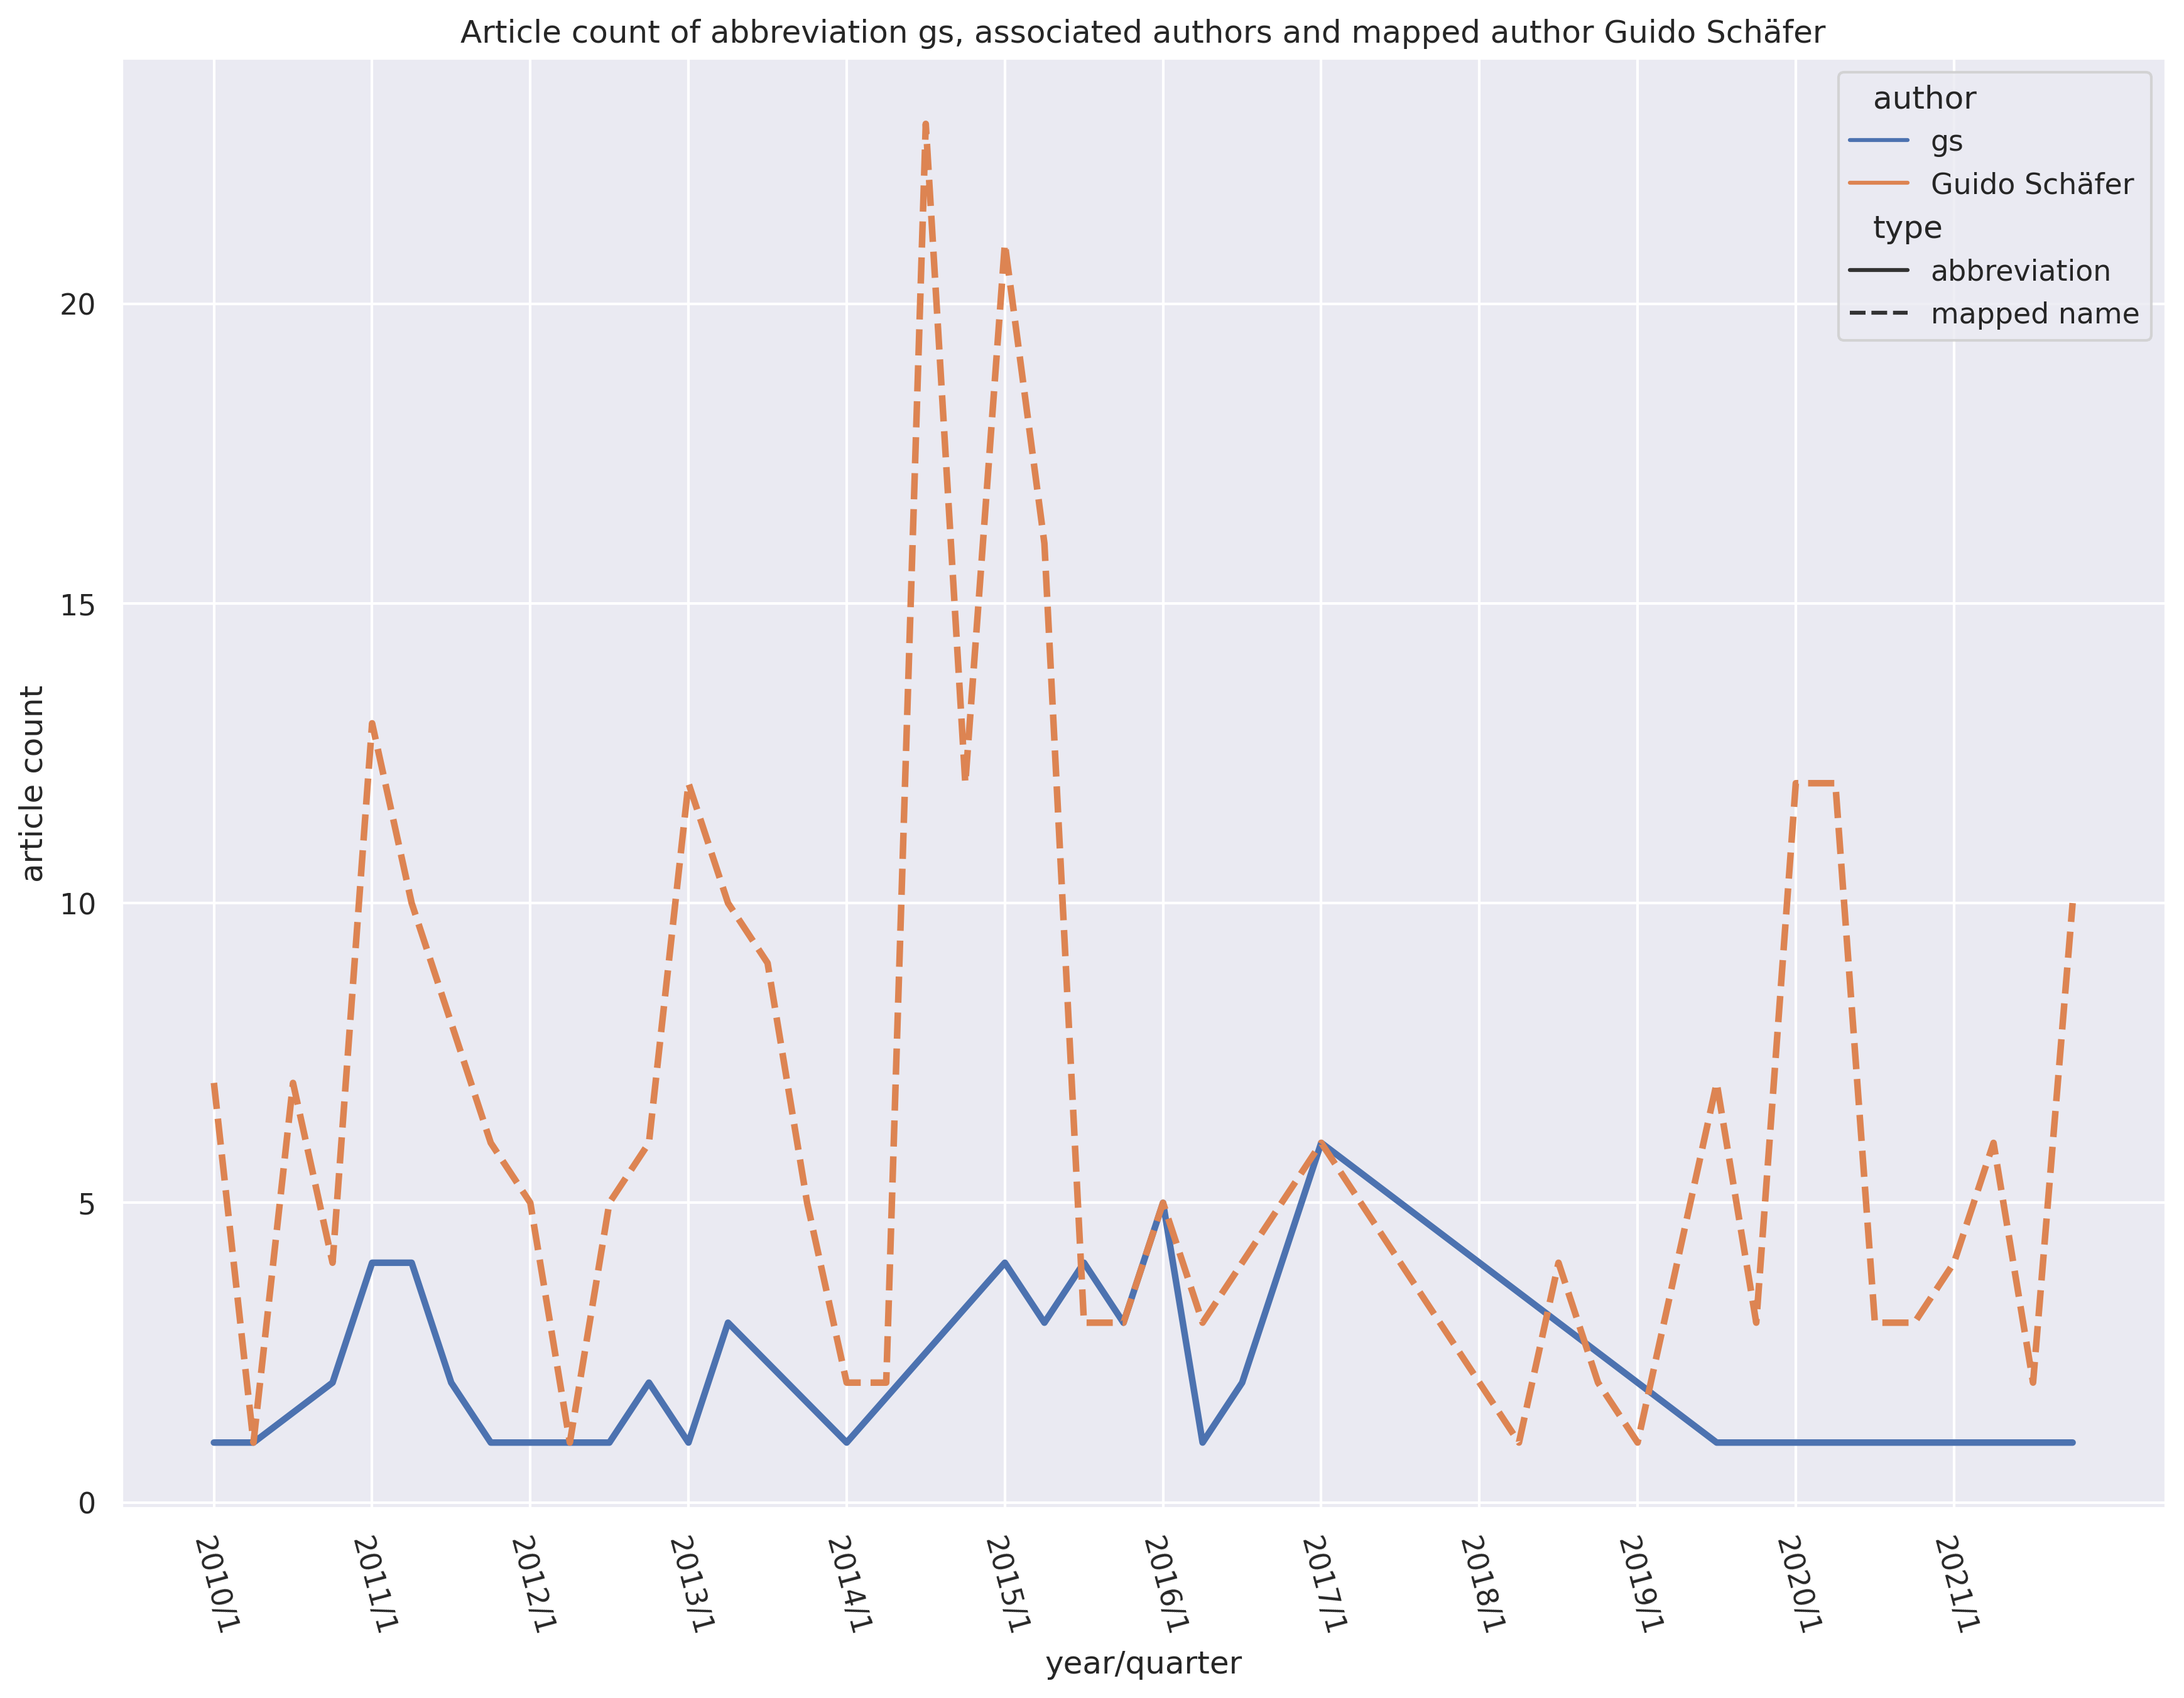 Article count of abbreviation gs, associated authors and mapped author Guido Schäfer
author
gs
Guido Schäfer
type
abbreviation
mapped name
article count
20
15
10
5
0
2010/1
2011/1
2012/1
2013/1
2014/1
2015/1
2016/1
2017/1
2018/1
2019/1
2020/1
2021/1
year/quarter